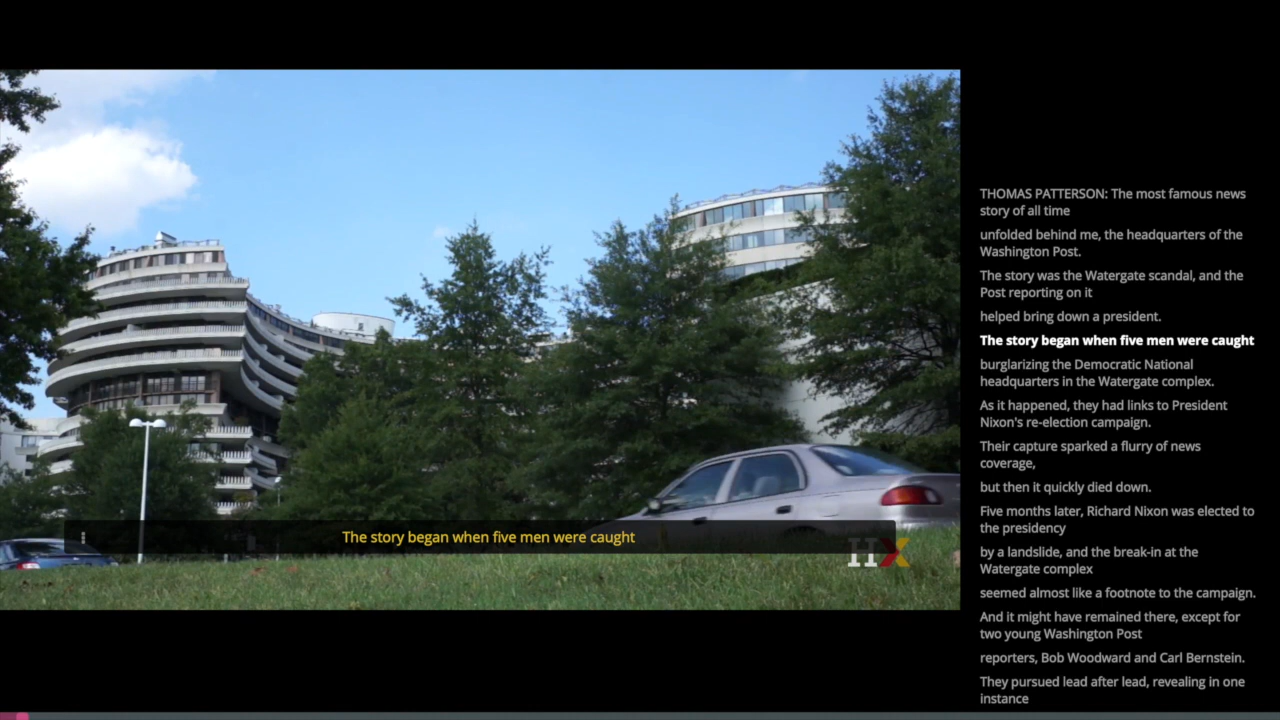 THOMAS PATTERSON: The most famous news
story of all time
unfolded behind me, the headquarters of the
Washington Post.
The story was the Watergate scandal, and the
Post reporting on it
helped bring down a president.
The story began when five men were caught
burglarizing the Democratic National
headquarters in the Watergate complex.
As it happened, they had links to President
Nixon's re-election campaign.
Their capture sparked a flurry of news
coverage,
but then it quickly died down.
Five months later, Richard Nixon was elected to
the presidency
by a landslide, and the break-in at the
Watergate complex
seemed almost like a footnote to the campaign.
And it might have remained there, except for
two young Washington Post
reporters, Bob Woodward and Carl Bernstein.
They pursued lead after lead, revealing in one
instance
The story began when five men were caught
HX